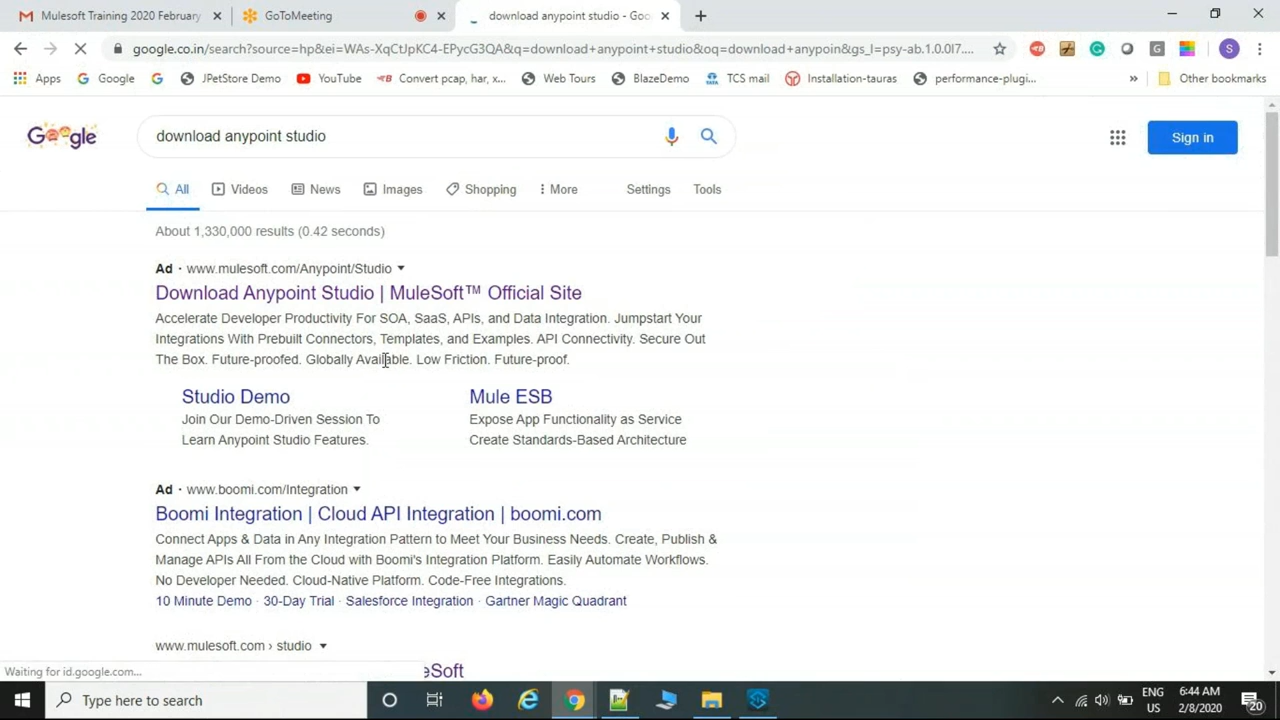 Mulesoft Training 2020 February
GoToMeeting
download anypoint studio - Goo
google.co.in/search?source=hp&ei=WAs-XqCtJpKC4-EPycG3QA&q=download+anypoint+studio&oq=download+anypoin&gs_l=psy-ab.1.0.0l7....
Apps
Google
JPetStore Demo
YouTube
Convert pcap, har, x...
Web Tours
BlazeDemo
TCS mail
Installation-tauras
performance-plugi...
»
Other bookmarks
Google
download anypoint studio
Sign in
All
Videos
News
Images
Shopping
More
Settings
Tools
About 1,330,000 results (0.42 seconds)
Ad · www.mulesoft.com/Anypoint/Studio
Download Anypoint Studio | MuleSoft™ Official Site
Accelerate Developer Productivity For SOA, SaaS, APIs, and Data Integration. Jumpstart Your
Integrations With Prebuilt Connectors, Templates, and Examples. API Connectivity. Secure Out
The Box. Future-proofed. Globally Available. Low Friction. Future-proof.
Studio Demo
Join Our Demo-Driven Session To
Learn Anypoint Studio Features.
Mule ESB
Expose App Functionality as Service
Create Standards-Based Architecture
Ad · www.boomi.com/Integration
Boomi Integration | Cloud API Integration | boomi.com
Connect Apps & Data in Any Integration Pattern to Meet Your Business Needs. Create, Publish &
Manage APIs All From the Cloud with Boomi's Integration Platform. Easily Automate Workflows.
No Developer Needed. Cloud-Native Platform. Code-Free Integrations.
10 Minute Demo · 30-Day Trial · Salesforce Integration · Gartner Magic Quadrant
www.mulesoft.com › studio
eSoft
Waiting for id.google.com...
Type here to search
ENG
US
6:44 AM
2/8/2020
20